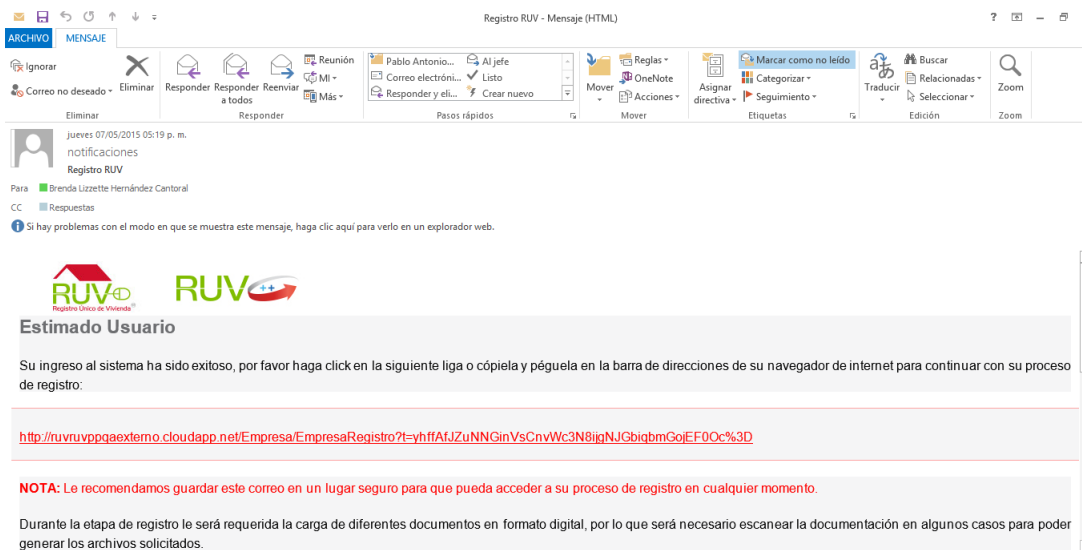 Registro RUV - Mensaje (HTML)
ARCHIVO MENSAJE
Ignorar
Correo no deseado
Eliminar
Eliminar
Responder
Responder a todos
Reenviar
Reunión
MI
Más
Responder
Pablo Antonio...
Correo electróni...
Responder y eli...
Al jefe
Listo
Crear nuevo
Pasos rápidos
Mover
Reglas
OneNote
Acciones
Mover
Asignar directiva
Marcar como no leído
Categorizar
Seguimiento
Etiquetas
Traducir
Buscar
Relacionadas
Seleccionar
Edición
Zoom
Zoom
jueves 07/05/2015 05:19 p. m.
notificaciones
Registro RUV
Para Brenda Lizzette Hernández Cantoral
CC Respuestas
Si hay problemas con el modo en que se muestra este mensaje, haga clic aquí para verlo en un explorador web.
RUV
Registro Único de Vivienda
RUV ++
Estimado Usuario
Su ingreso al sistema ha sido exitoso, por favor haga click en la siguiente liga o cópiela y péguela en la barra de direcciones de su navegador de internet para continuar con su proceso
de registro:
http://ruvruvppqaexterno.cloudapp.net/Empresa/EmpresaRegistro?t=yhffAfJZuNNGinVsCnvWc3N8ijgNJGbiqbmGojEF0Oc%3D
NOTA: Le recomendamos guardar este correo en un lugar seguro para que pueda acceder a su proceso de registro en cualquier momento.
Durante la etapa de registro le será requerida la carga de diferentes documentos en formato digital, por lo que será necesario escanear la documentación en algunos casos para poder
generar los archivos solicitados.